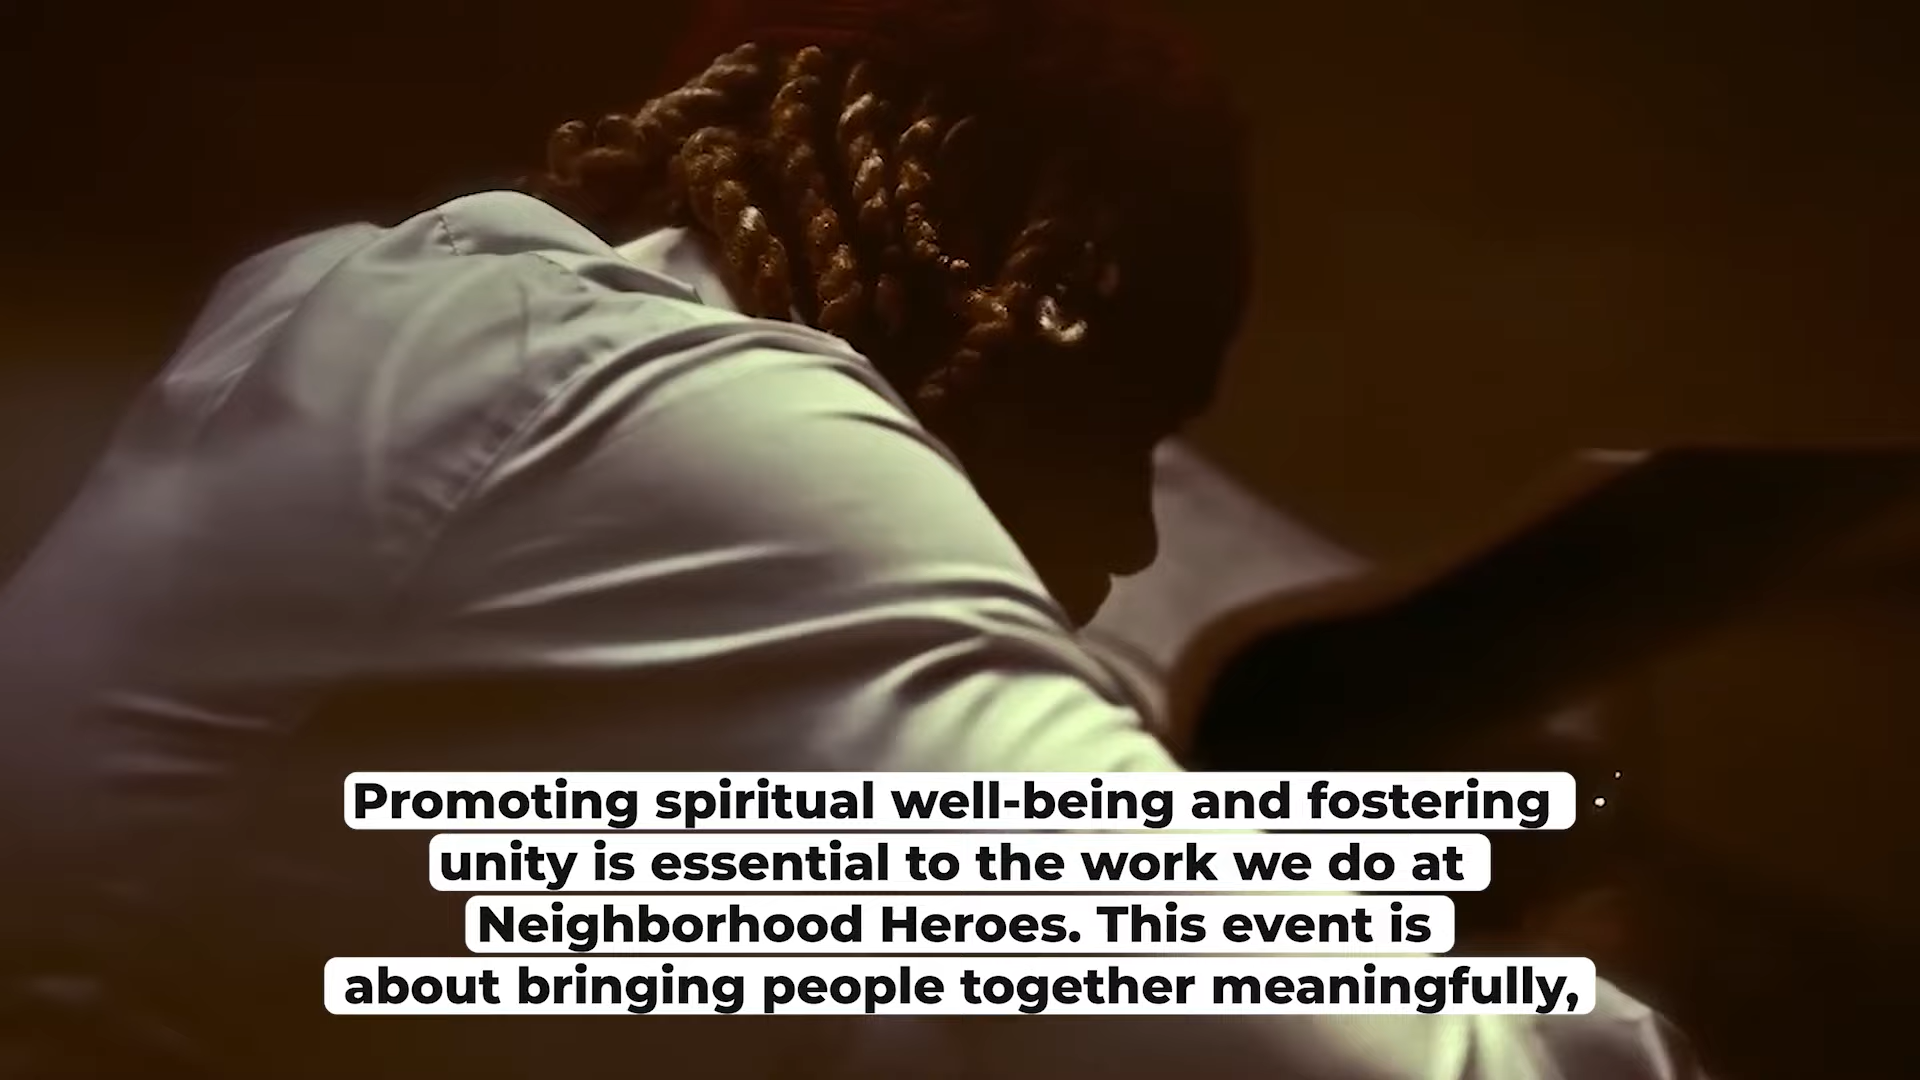 Promoting spiritual well-being and fostering
unity is essential to the work we do at
Neighborhood Heroes. This event is
about bringing people together meaningfully,